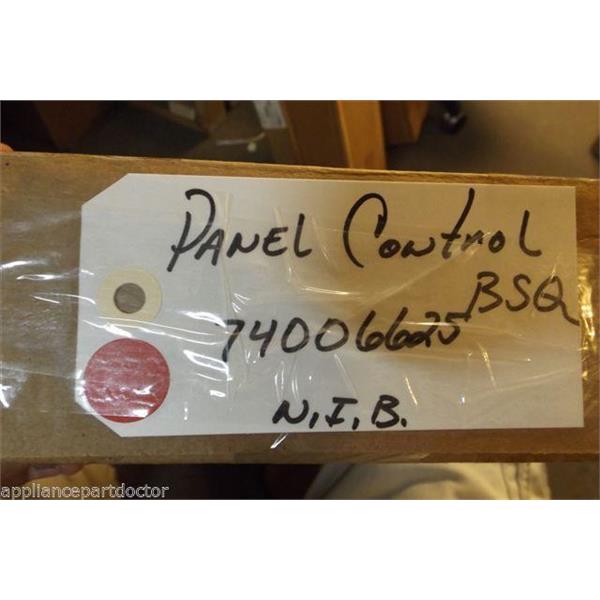 PANEL CONTROL
BSQ
74006625
N.I.B.
appliancepartdoctor